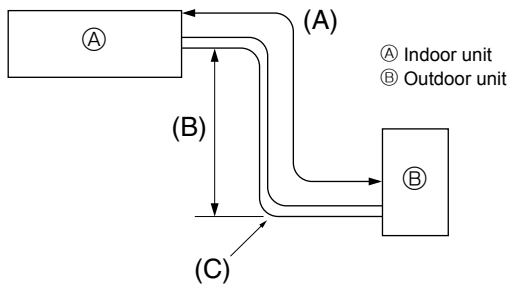 (A)
Ⓐ
Ⓐ Indoor unit
Ⓑ Outdoor unit
(B)
Ⓑ
(C)